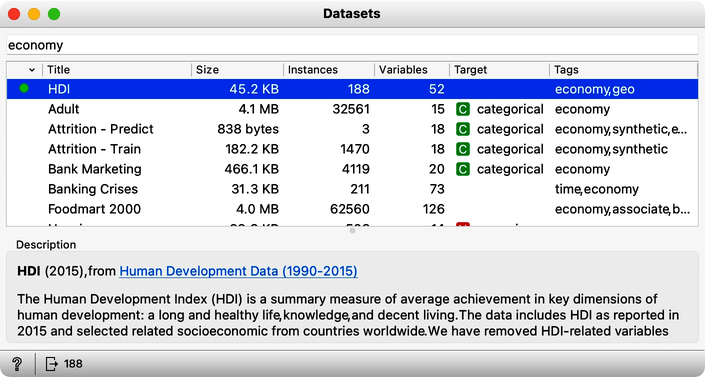 Datasets
economy
Title Size Instances Variables Target Tags
HDI 45.2 KB 188 52 economy,geo
Adult 4.1 MB 32561 15 C categorical economy
Attrition - Predict 838 bytes 3 18 C categorical economy,synthetic,e...
Attrition - Train 182.2 KB 1470 18 C categorical economy,synthetic
Bank Marketing 466.1 KB 4119 20 C categorical economy
Banking Crises 31.3 KB 211 73 time,economy
Foodmart 2000 4.0 MB 62560 126 economy,associate,b...
Description
HDI (2015),from Human Development Data (1990-2015)
The Human Development Index (HDI) is a summary measure of average achievement in key dimensions of
human development: a long and healthy life,knowledge,and decent living.The data includes HDI as reported in
2015 and selected related socioeconomic from countries worldwide.We have removed HDI-related variables
? 188